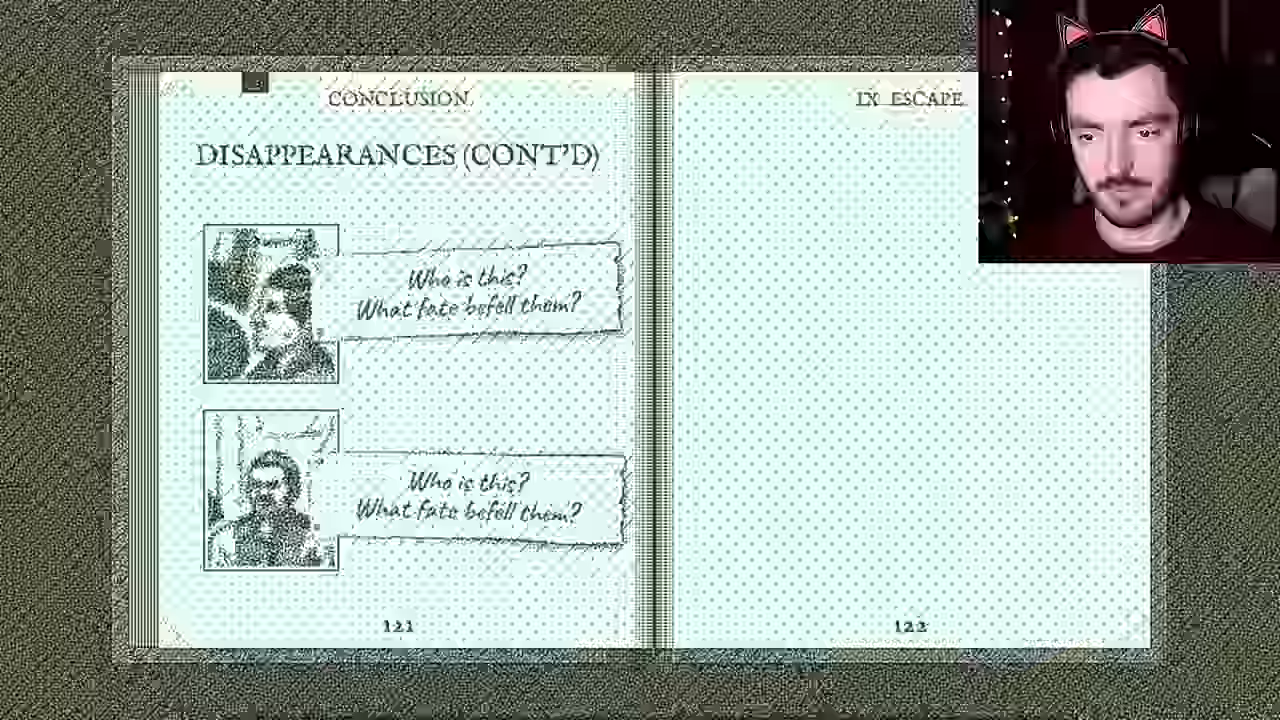 CONCLUSION
IX ESCAPE
DISAPPEARANCES (CONT'D)
Who is this?
What fate befell them?
Who is this?
What fate befell them?
121
122